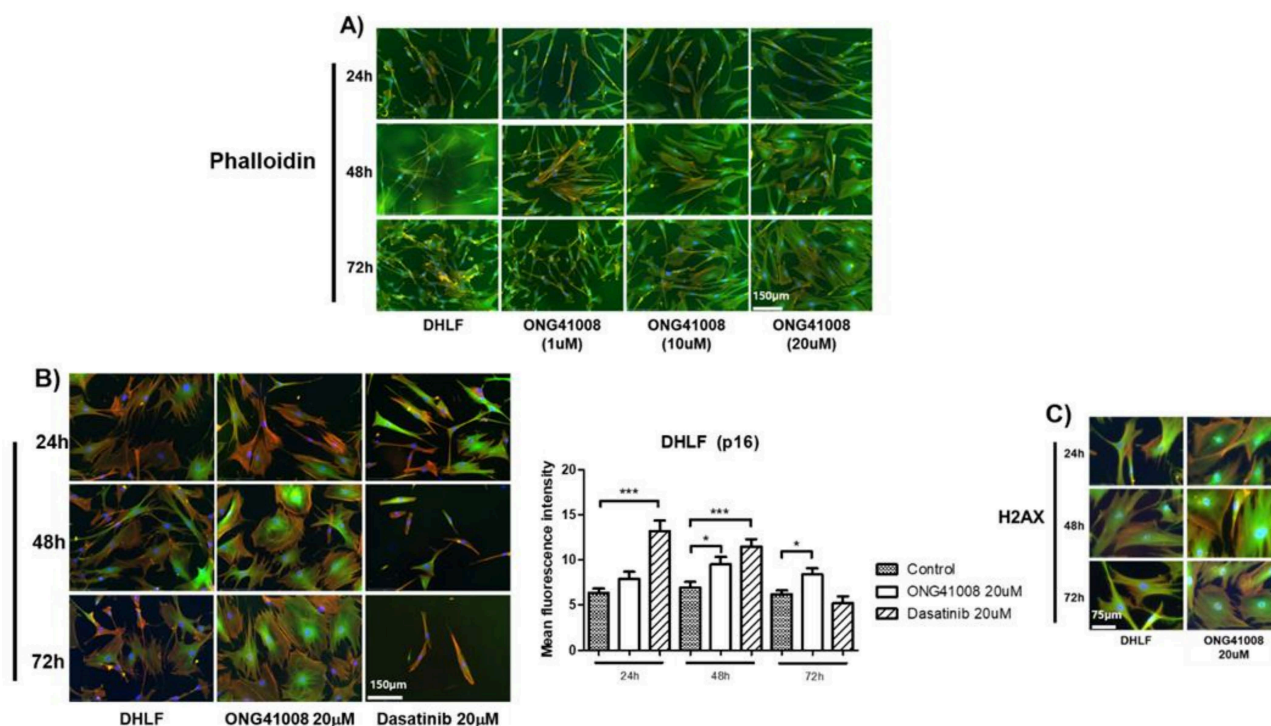 A)
Phalloidin
24h
48h
72h
150µm
DHLF
ONG41008
(1uM)
ONG41008
(10uM)
ONG41008
(20uM)
B)
24h
48h
72h
150µm
DHLF
ONG41008 20µM
Dasatinib 20µM
DHLF (p16)
Mean fluorescence intensity
20
15
10
5
0
***
***
*
*
24h
48h
72h
Control
ONG41008 20uM
Dasatinib 20uM
C)
H2AX
24h
48h
72h
75µm
DHLF
ONG41008
20uM